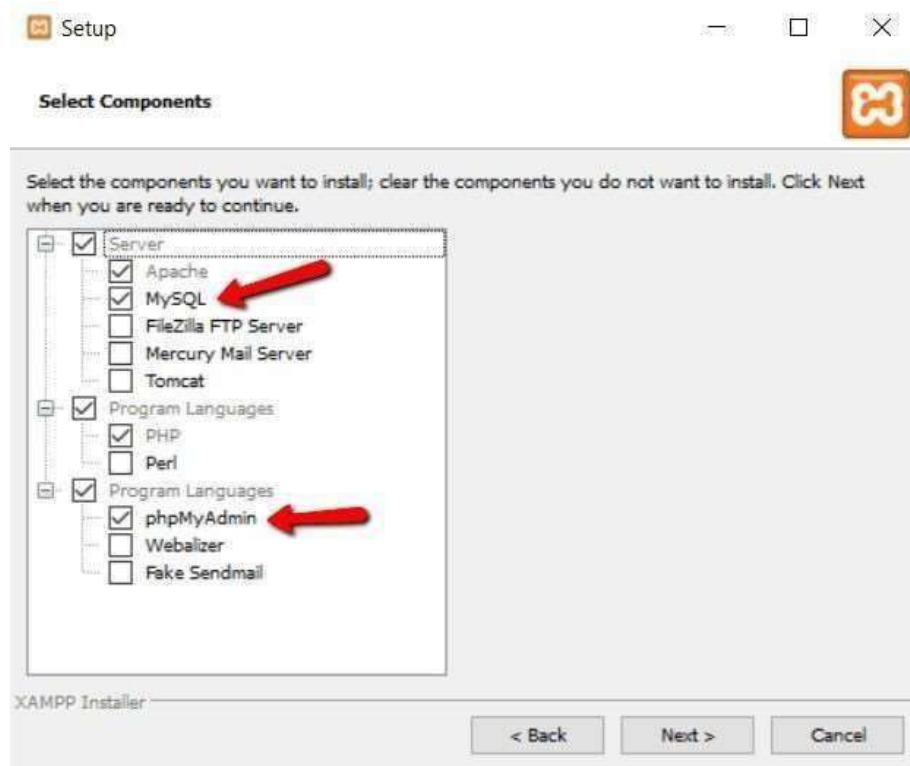 Setup
Select Components
Select the components you want to install; clear the components you do not want to install. Click Next
when you are ready to continue.
Server
Apache
MySQL
FileZilla FTP Server
Mercury Mail Server
Tomcat
Program Languages
PHP
Perl
Program Languages
phpMyAdmin
Webalizer
Fake Sendmail
XAMPP Installer
< Back
Next >
Cancel